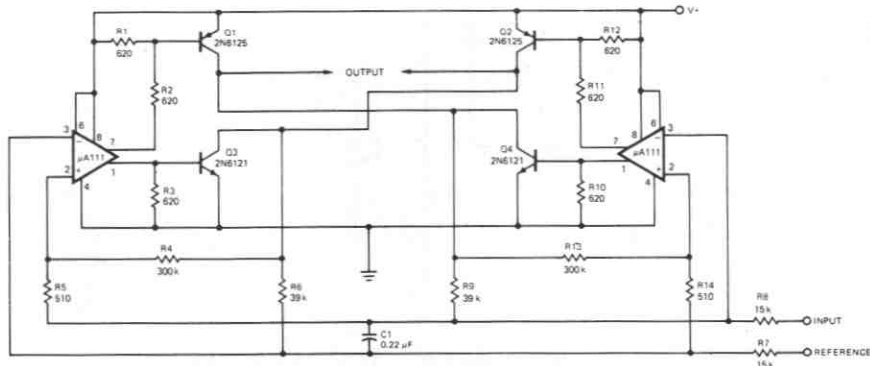 V+
R1
620
Q1
2N6125
Q2
2N6125
R12
620
OUTPUT
R2
620
R11
620
3
6
8
7
μA111
2
1
4
Q3
2N6121
Q4
2N6121
7
8
6
3
μA111
1
2
4
R3
620
R10
620
R4
300k
R13
300k
R5
510
R6
39k
R9
39k
R14
510
R8
15k
INPUT
C1
0.22 μF
R7
15k
REFERENCE